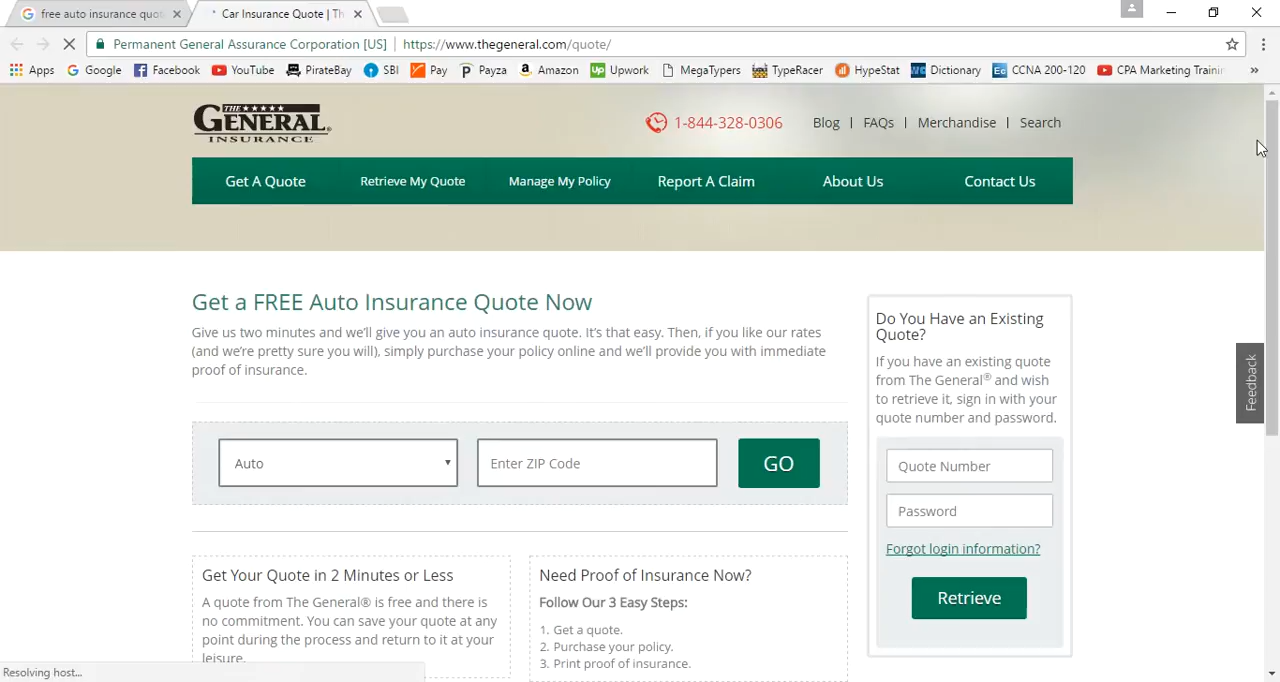 free auto insurance quot
Car Insurance Quote | Th
Permanent General Assurance Corporation [US] | https://www.thegeneral.com/quote/
Apps Google Facebook YouTube PirateBay SBI Pay Payza Amazon Upwork MegaTypers TypeRacer HypeStat Dictionary CCNA 200-120 CPA Marketing Trainin »
THE GENERAL INSURANCE
1-844-328-0306 Blog | FAQs | Merchandise | Search
Get A Quote Retrieve My Quote Manage My Policy Report A Claim About Us Contact Us
Get a FREE Auto Insurance Quote Now
Give us two minutes and we'll give you an auto insurance quote. It's that easy. Then, if you like our rates
(and we're pretty sure you will), simply purchase your policy online and we'll provide you with immediate
proof of insurance.
Auto Enter ZIP Code GO
Get Your Quote in 2 Minutes or Less
A quote from The General® is free and there is
no commitment. You can save your quote at any
point during the process and return to it at your
leisure.
Need Proof of Insurance Now?
Follow Our 3 Easy Steps:
1. Get a quote.
2. Purchase your policy.
3. Print proof of insurance.
Do You Have an Existing
Quote?
If you have an existing quote
from The General® and wish
to retrieve it, sign in with your
quote number and password.
Quote Number
Password
Forgot login information?
Retrieve
Feedback
Resolving host...